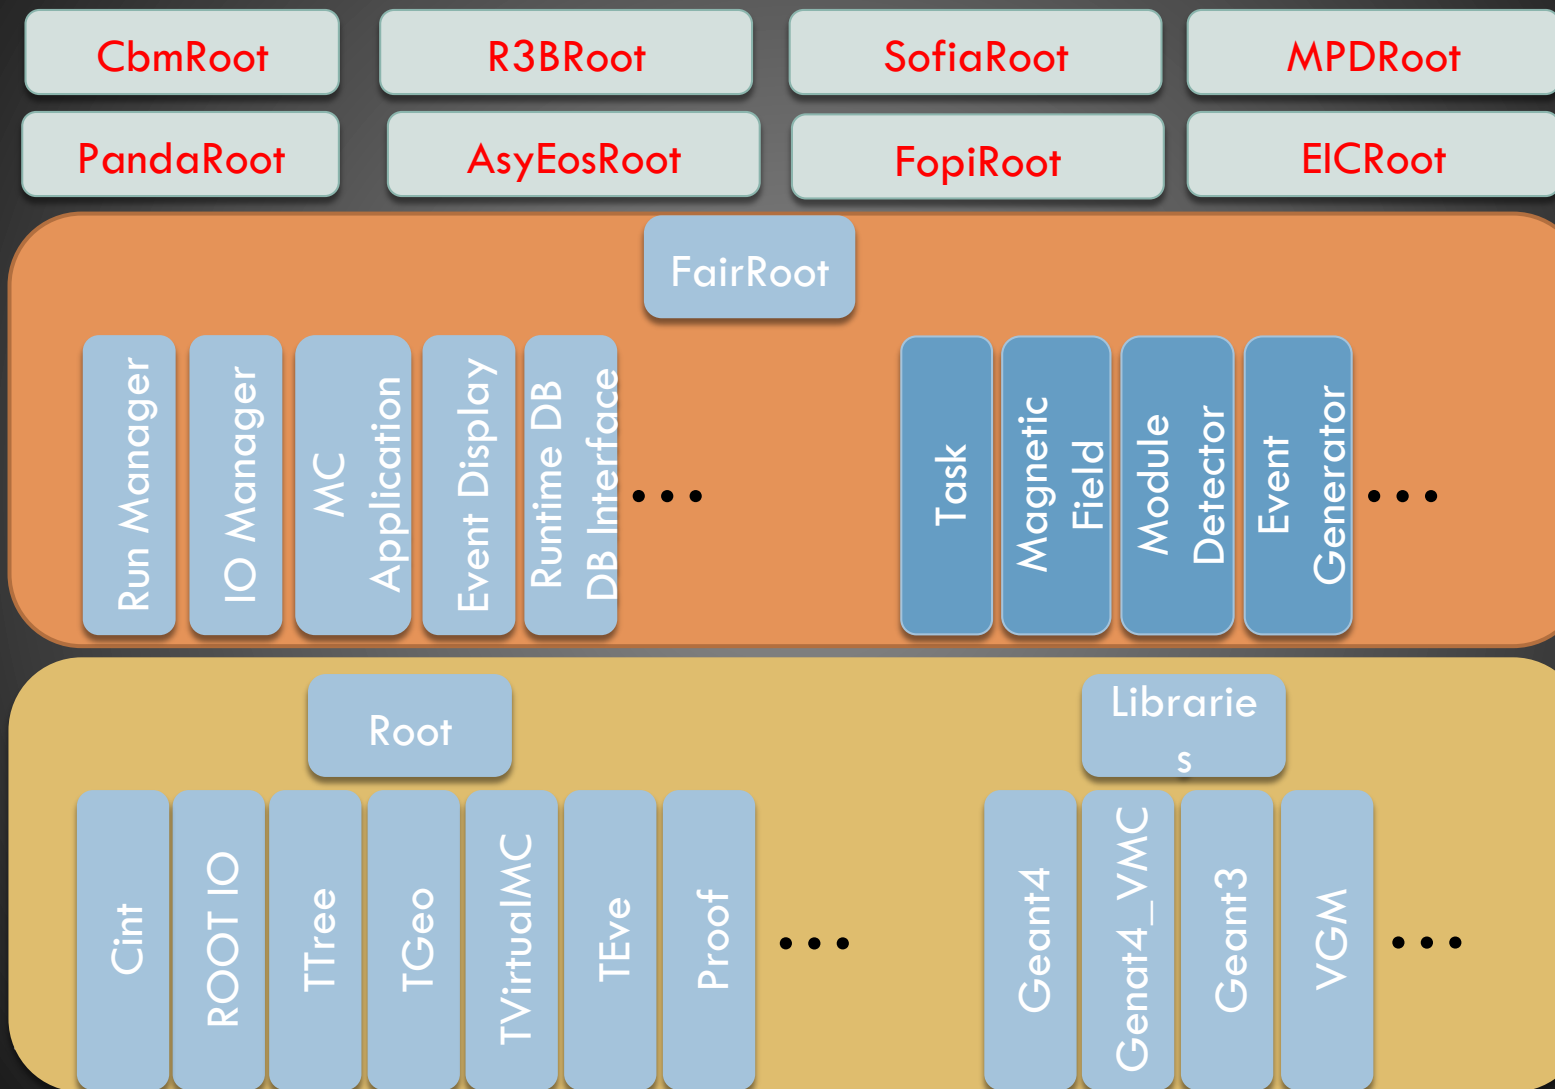 CbmRoot
R3BRoot
SofiaRoot
MPDRoot
PandaRoot
AsyEosRoot
FopiRoot
EICRoot
FairRoot
Run Manager
IO Manager
MC
Application
Event Display
Runtime DB
DB Interface
...
Task
Magnetic
Field
Module
Detector
Event
Generator
...
Root
Librarie
s
Cint
ROOT IO
TTree
TGeo
TVirtualMC
TEve
Proof
...
Geant4
Genat4_VMC
Geant3
VGM
...